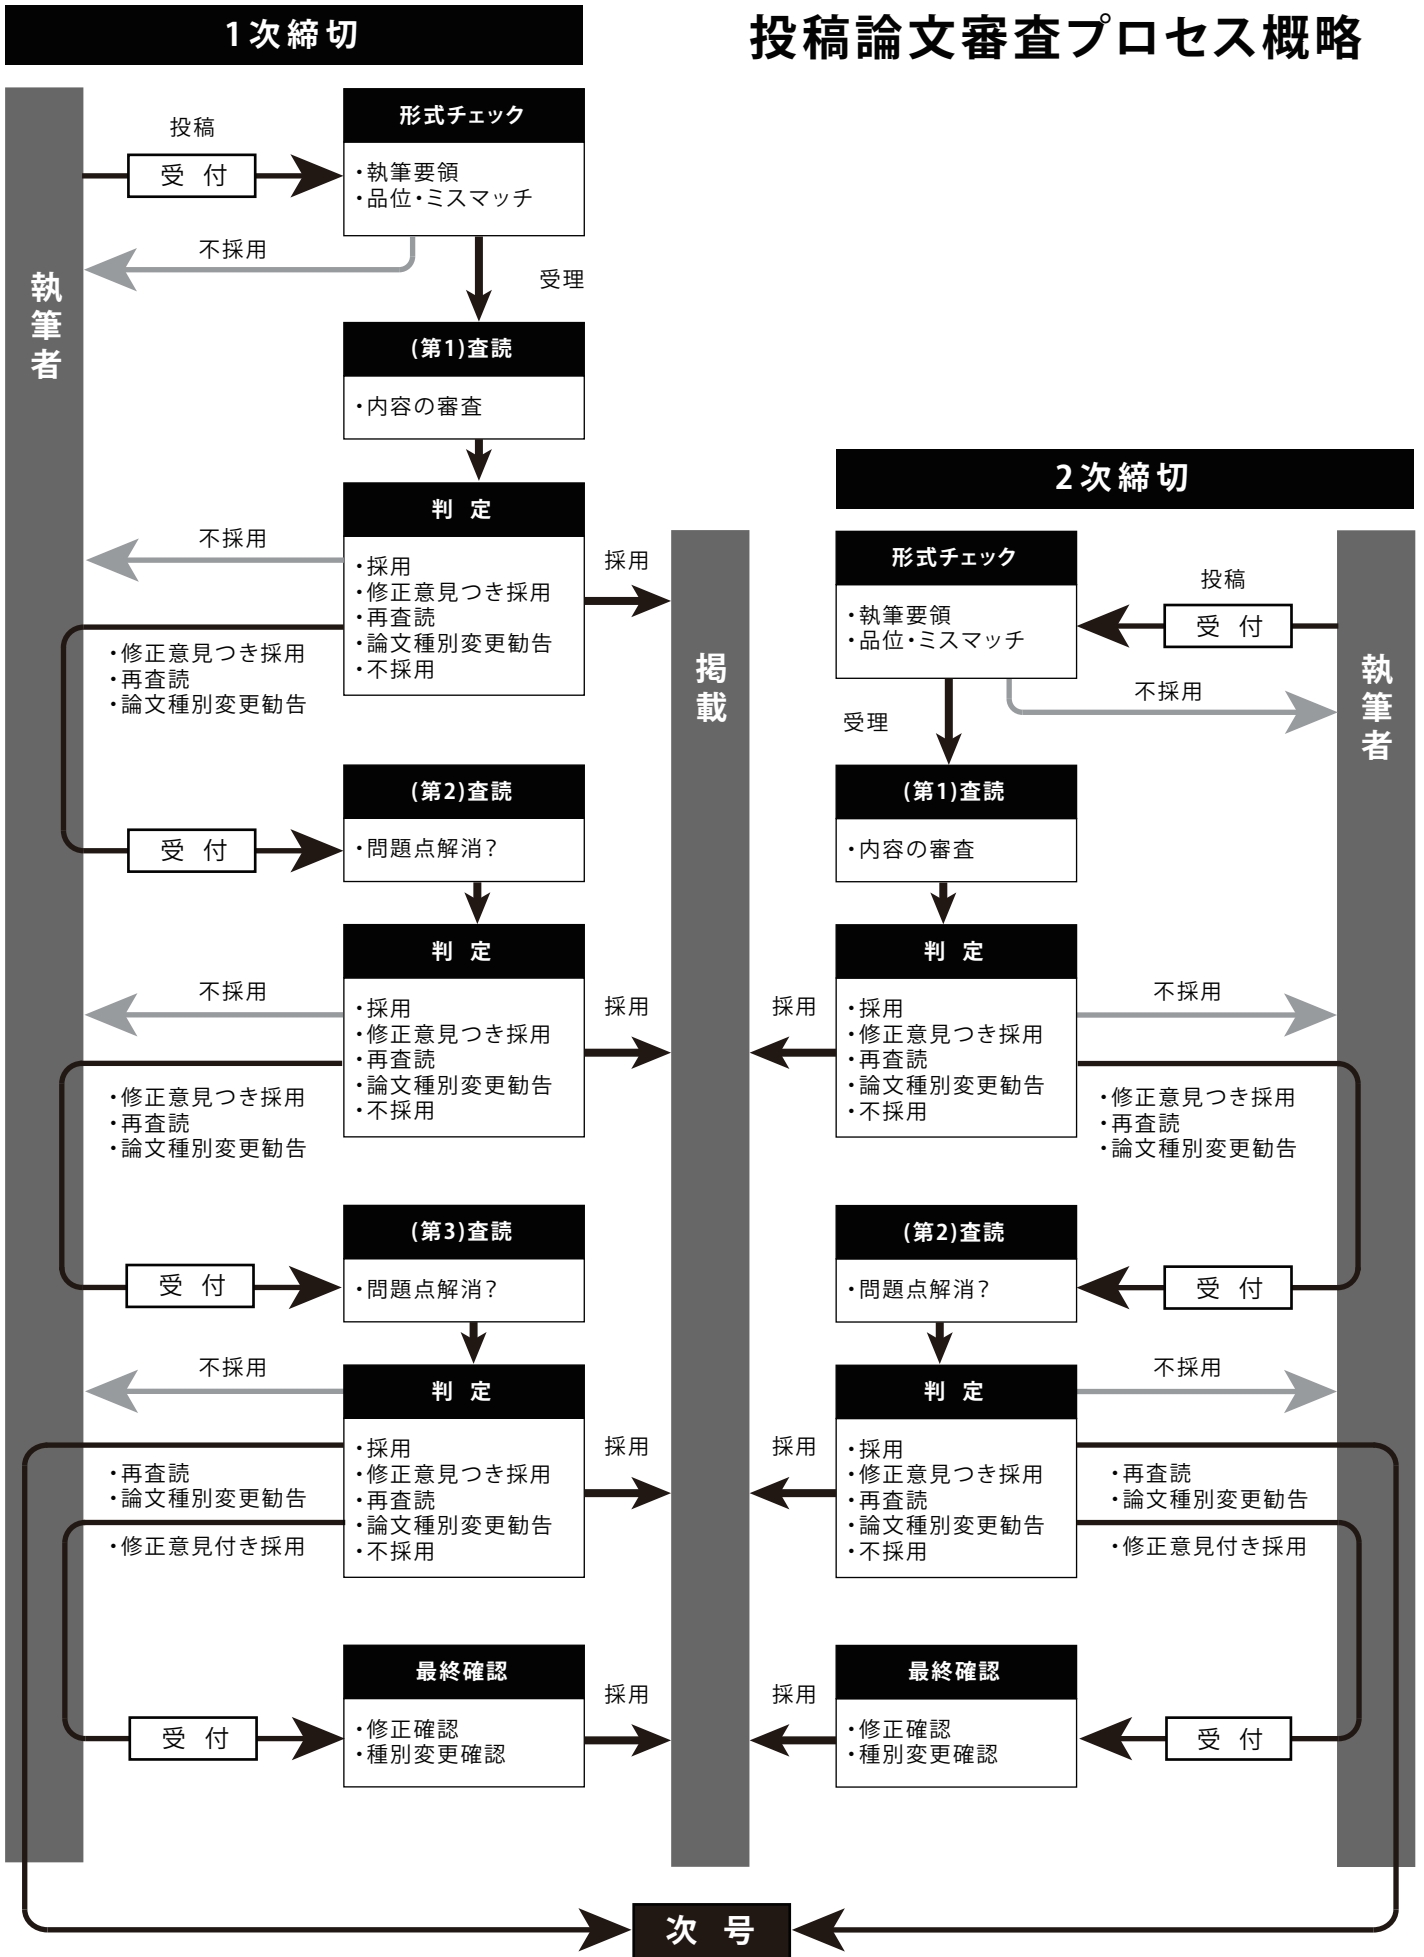 1次締切
投稿論文審査プロセス概略
執筆者
投稿
受 付
形式チェック
・執筆要領
・品位・ミスマッチ
不採用
受理
(第1)査読
・内容の審査
判 定
・採用
・修正意見つき採用
・再査読
・論文種別変更勧告
・不採用
不採用
採用
・修正意見つき採用
・再査読
・論文種別変更勧告
受 付
(第2)査読
・問題点解消?
判 定
・採用
・修正意見つき採用
・再査読
・論文種別変更勧告
・不採用
不採用
採用
・修正意見つき採用
・再査読
・論文種別変更勧告
受 付
(第3)査読
・問題点解消?
判 定
・採用
・修正意見つき採用
・再査読
・論文種別変更勧告
・不採用
不採用
採用
・再査読
・論文種別変更勧告
・修正意見付き採用
受 付
最終確認
・修正確認
・種別変更確認
採用
掲載
2次締切
執筆者
投稿
受 付
形式チェック
・執筆要領
・品位・ミスマッチ
不採用
受理
(第1)査読
・内容の審査
判 定
・採用
・修正意見つき採用
・再査読
・論文種別変更勧告
・不採用
採用
不採用
・修正意見つき採用
・再査読
・論文種別変更勧告
受 付
(第2)査読
・問題点解消?
判 定
・採用
・修正意見つき採用
・再査読
・論文種別変更勧告
・不採用
採用
不採用
・再査読
・論文種別変更勧告
・修正意見付き採用
受 付
最終確認
・修正確認
・種別変更確認
採用
次 号